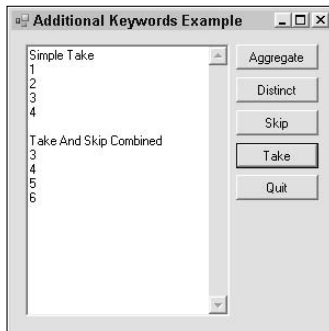 Additional Keywords Example
Simple Take
1
2
3
4
Take And Skip Combined
3
4
5
6
Aggregate
Distinct
Skip
Take
Quit